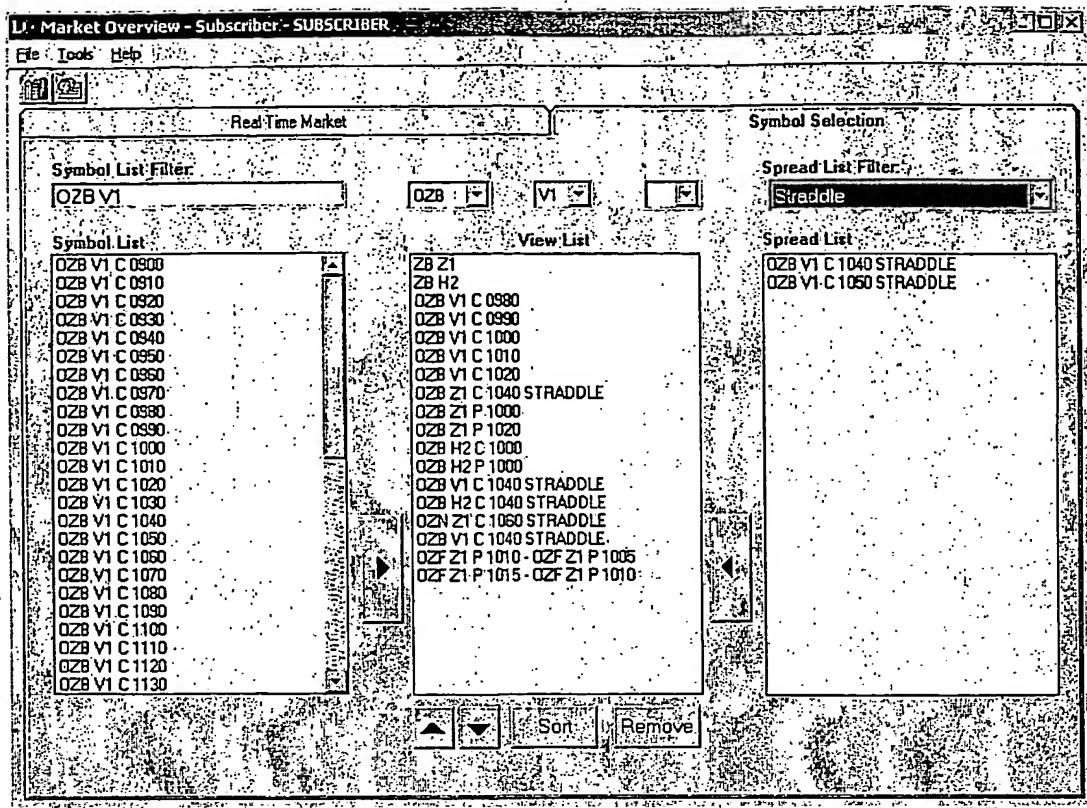 Market Overview - Subscriber - SUBSCRIBER
File Tools Help
Real Time Market
Symbol Selection
Symbol List Filter:
Spread List Filter:
OZB V1
OZB
V1
Straddle
Symbol List
View List
Spread List
OZB V1 C 0900
OZB V1 C 0910
OZB V1 C 0920
OZB V1 C 0930
OZB V1 C 0940
OZB V1 C 0950
OZB V1 C 0960
OZB V1 C 0970
OZB V1 C 0980
OZB V1 C 0990
OZB V1 C 1000
OZB V1 C 1010
OZB V1 C 1020
OZB V1 C 1030
OZB V1 C 1040
OZB V1 C 1050
OZB V1 C 1060
OZB V1 C 1070
OZB V1 C 1080
OZB V1 C 1090
OZB V1 C 1100
OZB V1 C 1110
OZB V1 C 1120
OZB V1 C 1130
ZB Z1
ZB H2
OZB V1 C 0980
OZB V1 C 0990
OZB V1 C 1000
OZB V1 C 1010
OZB V1 C 1020
OZB Z1 C 1040 STRADDLE
OZB Z1 P 1000
OZB Z1 P 1020
OZB H2 C 1000
OZB H2 P 1000
OZB V1 C 1040 STRADDLE
OZB H2 C 1040 STRADDLE
OZN Z1 C 1060 STRADDLE
OZB V1 C 1040 STRADDLE
OZF Z1 P 1010 - OZF Z1 P 1005
OZF Z1 P 1015 - OZF Z1 P 1010
OZB V1 C 1040 STRADDLE
OZB V1 C 1050 STRADDLE
Sort
Remove